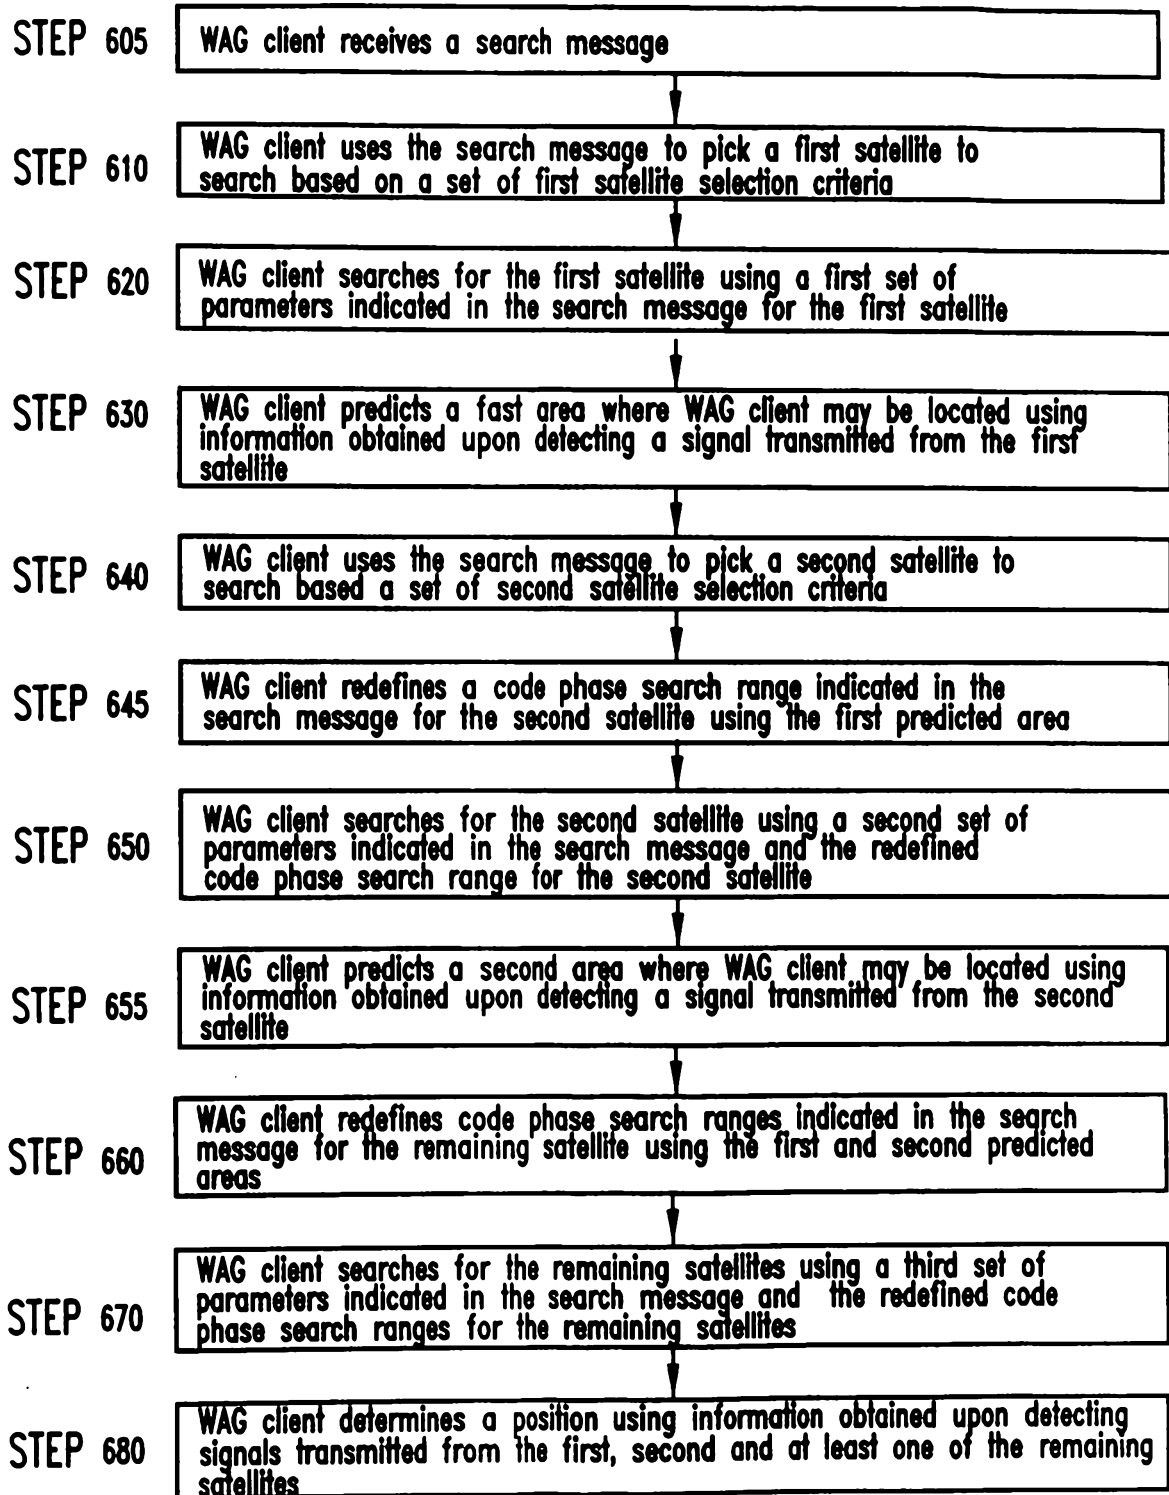 STEP 605
WAG client receives a search message
STEP 610
WAG client uses the search message to pick a first satellite to
search based on a set of first satellite selection criteria
STEP 620
WAG client searches for the first satellite using a first set of
parameters indicated in the search message for the first satellite
STEP 630
WAG client predicts a fast area where WAG client may be located using
information obtained upon detecting a signal transmitted from the first
satellite
STEP 640
WAG client uses the search message to pick a second satellite to
search based a set of second satellite selection criteria
STEP 645
WAG client redefines a code phase search range indicated in the
search message for the second satellite using the first predicted area
STEP 650
WAG client searches for the second satellite using a second set of
parameters indicated in the search message and the redefined
code phase search range for the second satellite
STEP 655
WAG client predicts a second area where WAG client may be located using
information obtained upon detecting a signal transmitted from the second
satellite
STEP 660
WAG client redefines code phase search ranges indicated in the search
message for the remaining satellite using the first and second predicted
areas
STEP 670
WAG client searches for the remaining satellites using a third set of
parameters indicated in the search message and the redefined code
phase search ranges for the remaining satellites
STEP 680
WAG client determines a position using information obtained upon detecting
signals transmitted from the first, second and at least one of the remaining
satellites